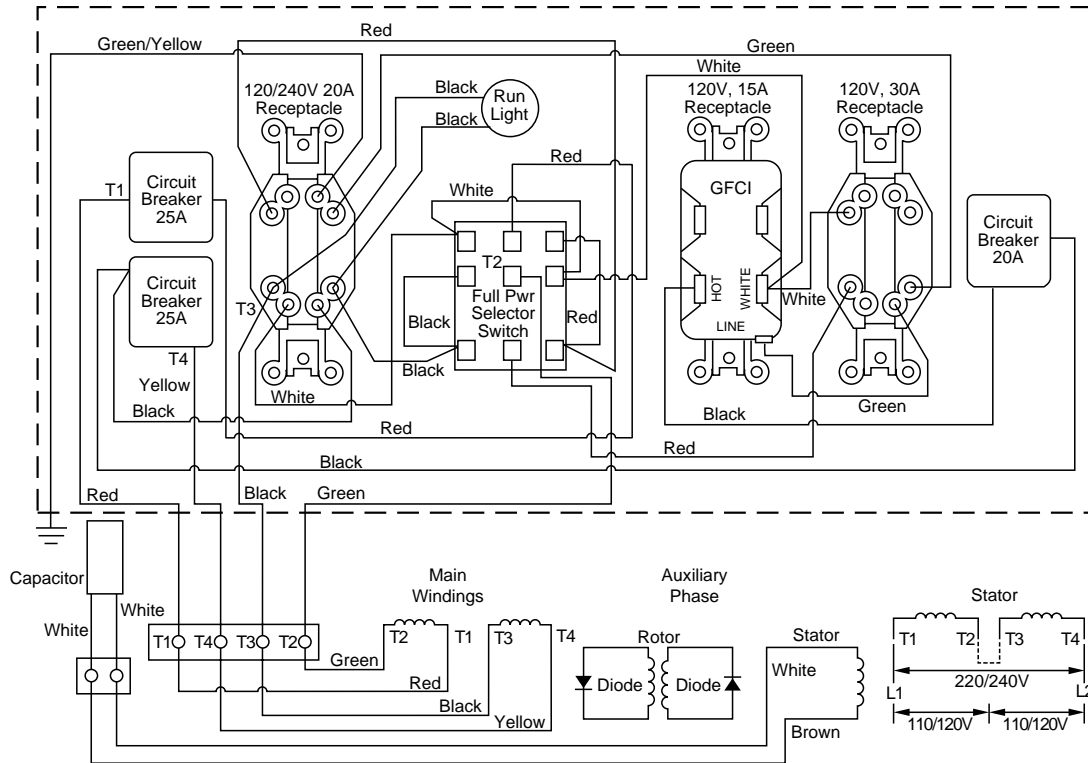 Red
Green/Yellow
Green
White
120/240V 20A
Receptacle
Black
Black
Run
Light
120V, 15A
Receptacle
120V, 30A
Receptacle
Red
T1
Circuit
Breaker
25A
White
GFCI
Circuit
Breaker
20A
T2
Circuit
Breaker
25A
T3
Full Pwr
Selector
Switch
HOT
WHITE
White
Black
Red
LINE
T4
Black
Yellow
White
Black
Green
Black
Red
Red
Black
Red
Black
Green
Capacitor
White
White
Main
Windings
Auxiliary
Phase
Stator
T1
T4
T3
T2
T2
T1
T3
T4
Rotor
Stator
T1
T2
T3
T4
Green
White
Diode
Diode
220/240V
Red
L1
L2
Black
Yellow
Brown
110/120V
110/120V